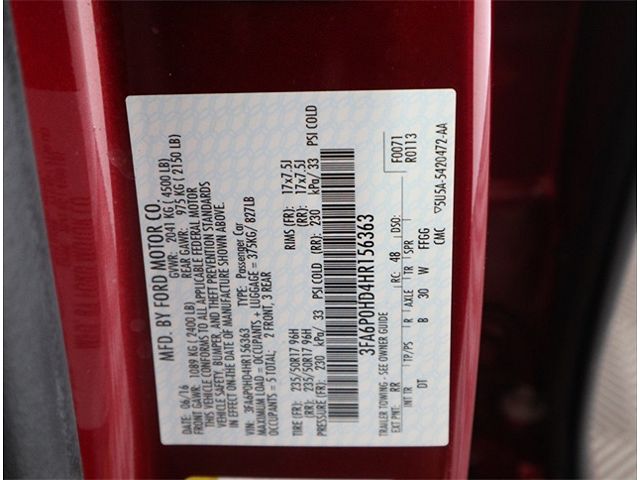 MFD. BY FORD MOTOR CO.
06/16 GVWR: 2041 KG ( 4500 LB)
FRONT GAWR: 1089 KG ( 2400 LB) REAR GAWR: 975 KG ( 2150 LB)
THIS VEHICLE CONFORMS TO ALL APPLICABLE FEDERAL MOTOR
VEHICLE SAFETY, BUMPER, AND THEFT PREVENTION STANDARDS
IN EFFECT ON THE DATE OF MANUFACTURE SHOWN ABOVE.
VIN: 3FA6P0HD4HR156363 TYPE: Passenger Car
MAXIMUM LOAD = OCCUPANTS + LUGGAGE = 375KG/ 827LB
OCCUPANTS = 5 TOTAL: 2 FRONT, 3 REAR
TIRE (FR): 235/50R17 96H RIMS (FR): 17x7.5J
(RR): 235/50R17 96H (RR): 17x7.5J
PRESSURE (FR): 230 kPa/ 33 PSI COLD (RR): 230 kPa/ 33 PSI COLD
3FA6P0HD4HR156363
TRAILER TOWING - SEE OWNER GUIDE F0071
EXT PNT: RR RC: 48 DSO: R0113
INT TR TP/PS R AXLE TR SPR
DT B 30 W FFGG
CMC ▽5U5A-5420472-AA